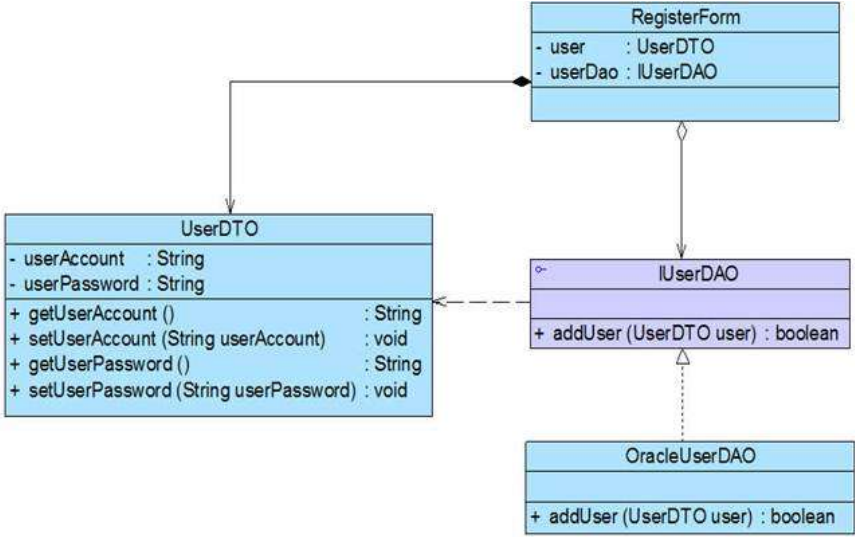 RegisterForm
- user : UserDTO
- userDao : IUserDAO
UserDTO
- userAccount : String
- userPassword : String
+ getUserAccount () : String
+ setUserAccount (String userAccount) : void
+ getUserPassword () : String
+ setUserPassword (String userPassword) : void
IUserDAO
+ addUser (UserDTO user) : boolean
OracleUserDAO
+ addUser (UserDTO user) : boolean